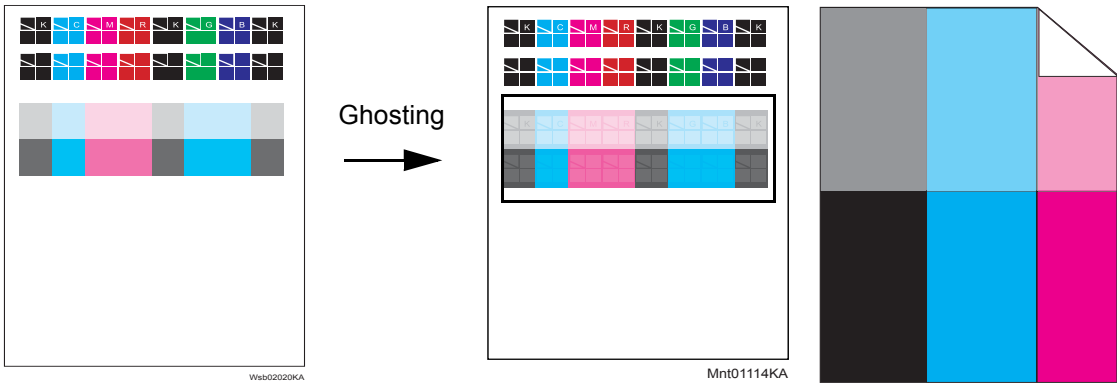 K C M R K G B K
Ghosting
Wsb02020KA
K C M R K G B K
K C M R K G B K
Mnt01114KA